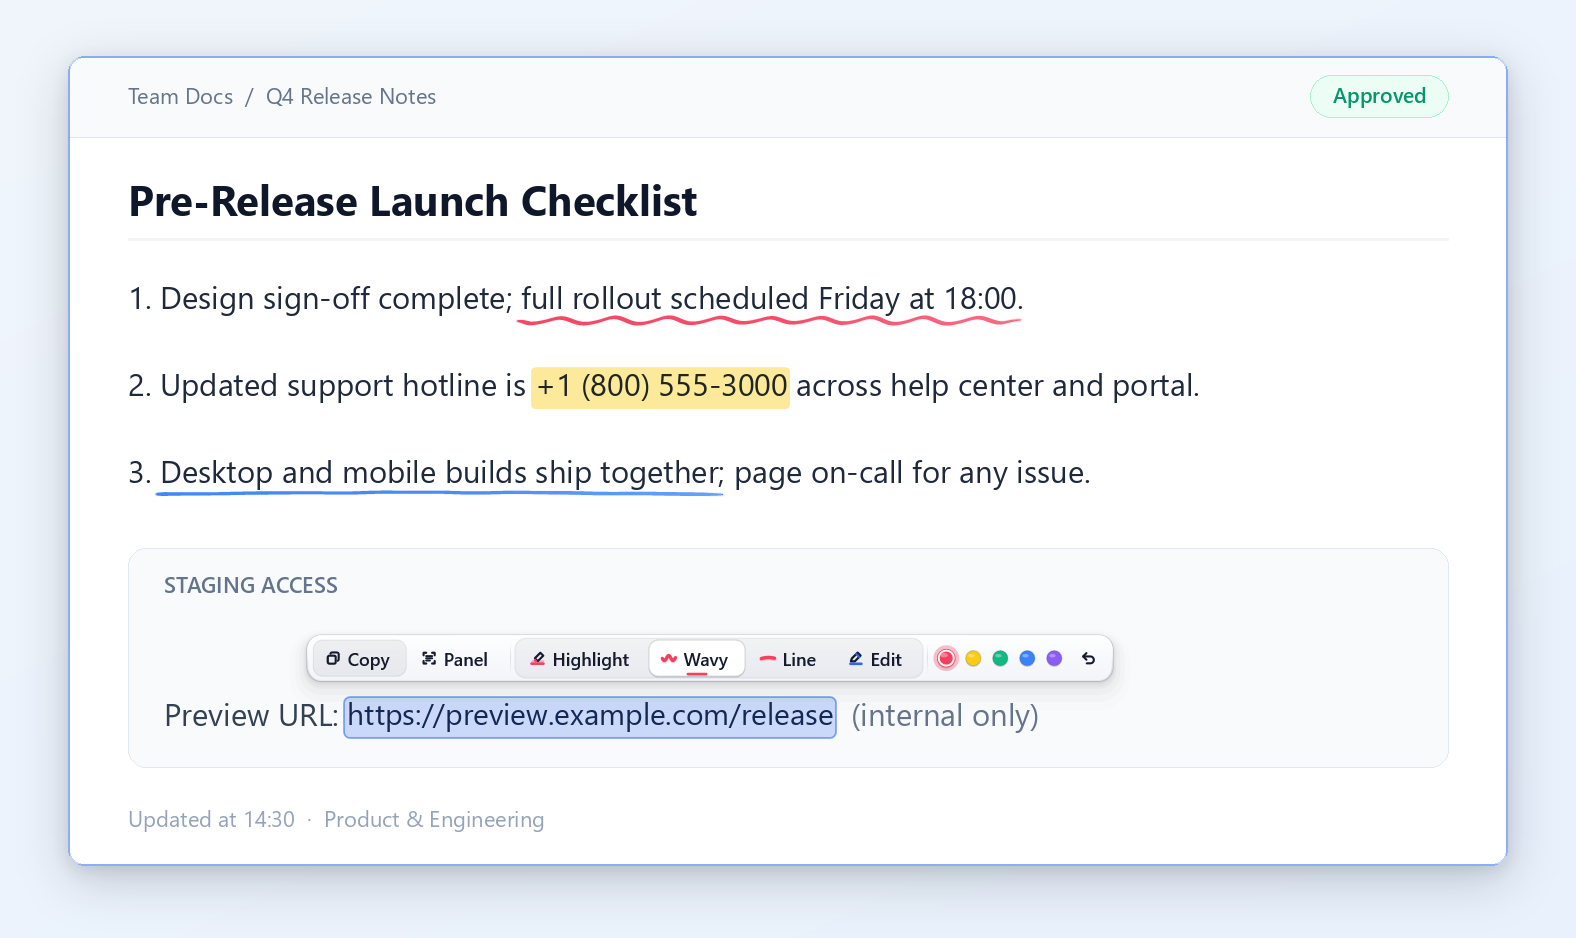 Team Docs / Q4 Release Notes
Approved
Pre-Release Launch Checklist
1. Design sign-off complete; full rollout scheduled Friday at 18:00.
2. Updated support hotline is +1 (800) 555-3000 across help center and portal.
3. Desktop and mobile builds ship together; page on-call for any issue.
STAGING ACCESS
Copy Panel Highlight Wavy Line Edit
Preview URL: https://preview.example.com/release (internal only)
Updated at 14:30 · Product & Engineering